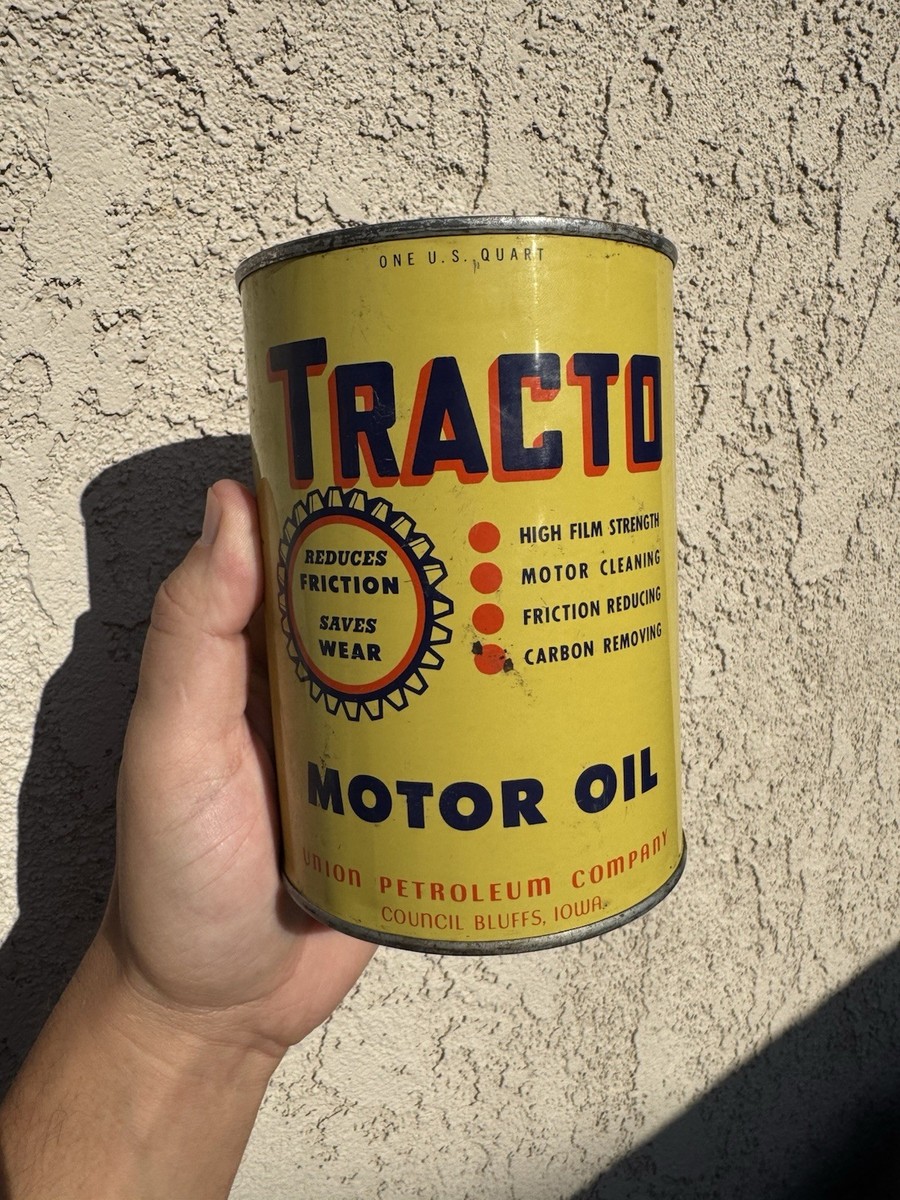 ONE U.S. QUART
TRACTO
REDUCES
FRICTION
SAVES
WEAR
HIGH FILM STRENGTH
MOTOR CLEANING
FRICTION REDUCING
CARBON REMOVING
MOTOR OIL
UNION PETROLEUM COMPANY
COUNCIL BLUFFS, IOWA.